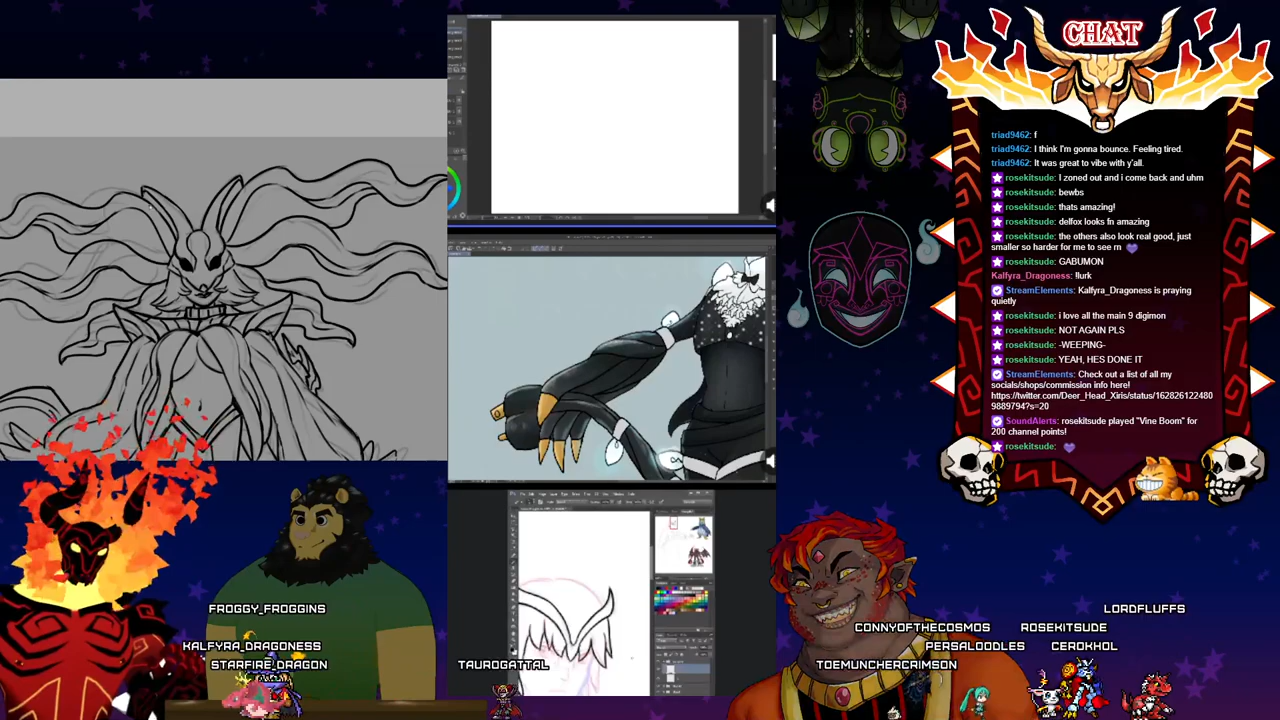 CHAT
triad9462: f
triad9462: I think I'm gonna bounce. Feeling tired.
triad9462: It was great to vibe with y'all.
rosekitsude: I zoned out and i come back and uhm
rosekitsude: bewbs
rosekitsude: thats amazing!
rosekitsude: delfox looks fn amazing
rosekitsude: the others also look real good, just
smaller so harder for me to see rn
rosekitsude: GABUMON
Kalfyra_Dragoness: !lurk
StreamElements: Kalfyra_Dragoness is praying
quietly
rosekitsude: i love all the main 9 digimon
rosekitsude: NOT AGAIN PLS
rosekitsude: -WEEPING-
rosekitsude: YEAH, HES DONE IT
StreamElements: Check out a list of all my
socials/shops/commission info here!
https://twitter.com/Deer_Head_Xiris/status/162826122480
9889794?s=20
SoundAlerts: rosekitsude played "Vine Boom" for
200 channel points!
rosekitsude:
FROGGY_FROGGINS
KALFYRA_DRAGONESS
STARFIRE_DRAGON
TAUROGATTAL
LORDFLUFFS
CONNYOFTHECOSMOS
ROSEKITSUDE
PERSALOODLES
CEROKHOL
TOEMUNCHERCRIMSON